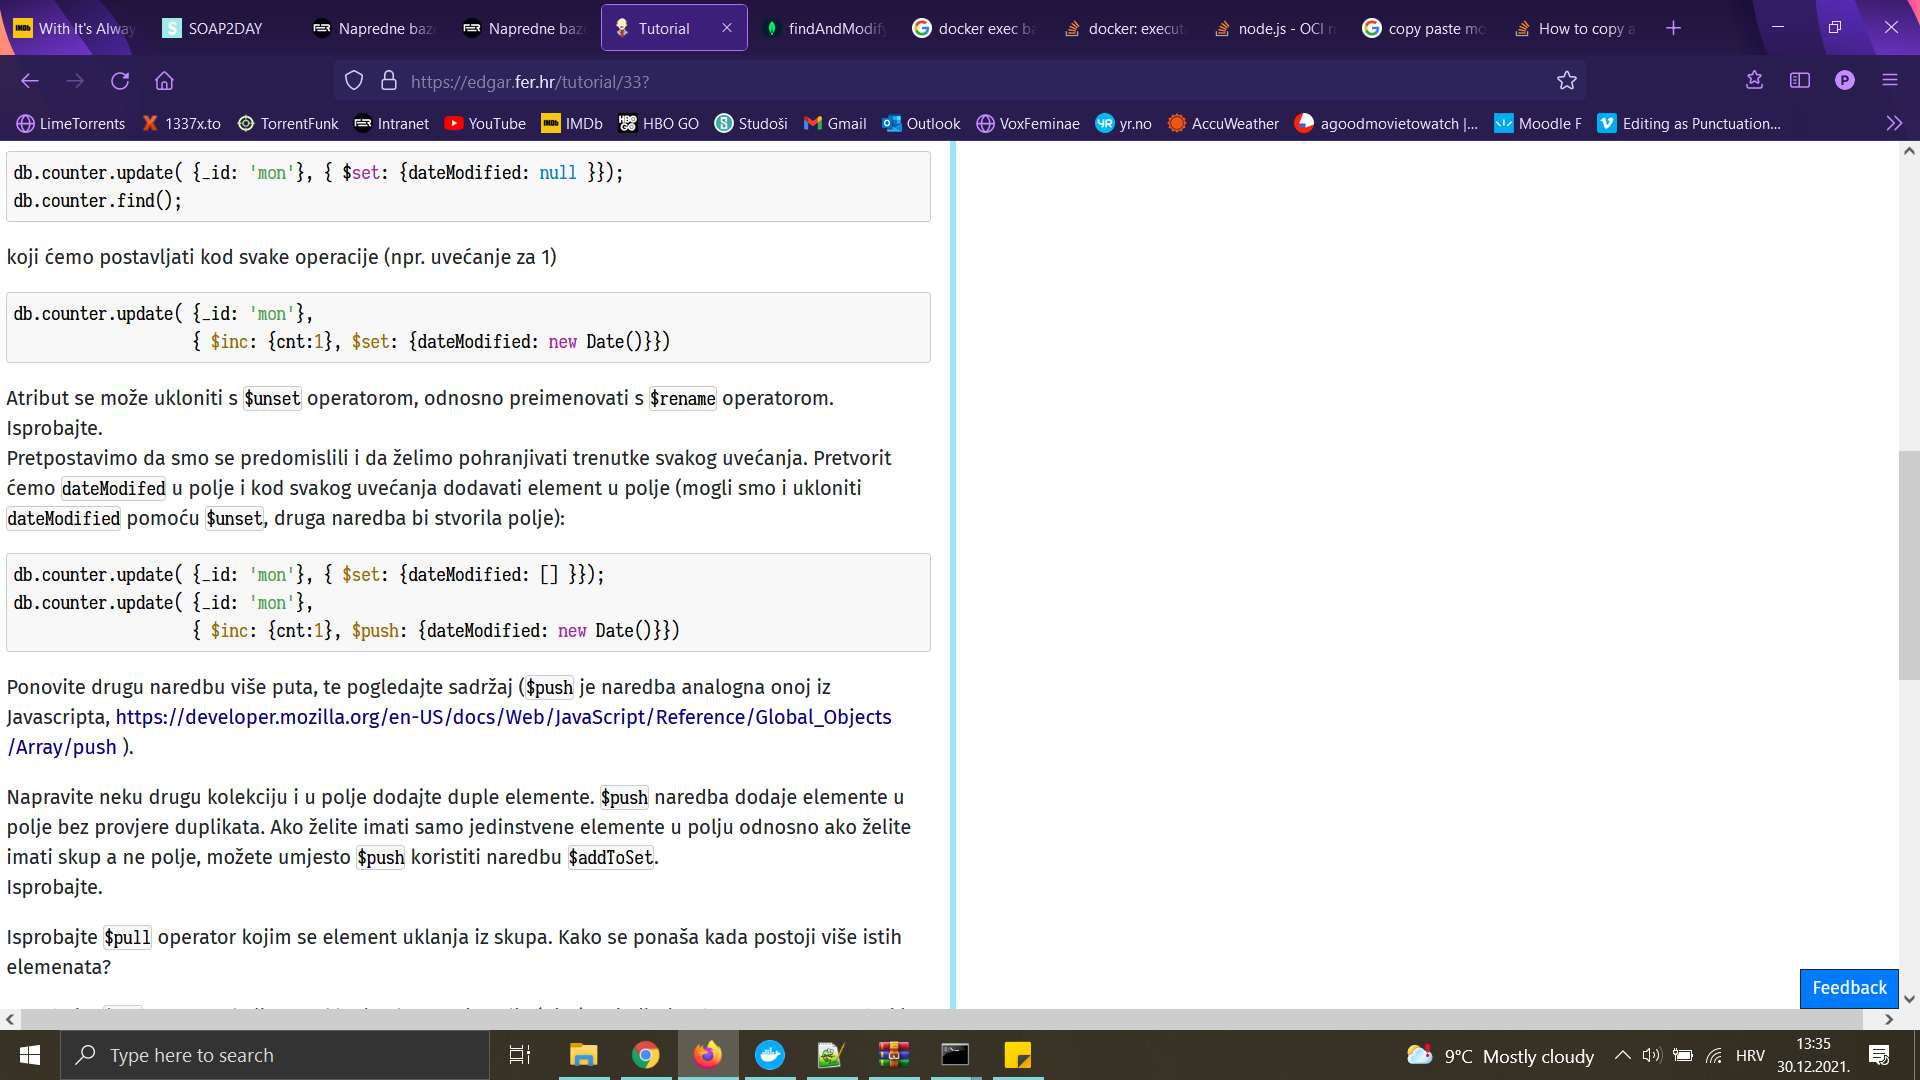 With It's Alway
SOAP2DAY
Napredne baze
Napredne baze
Tutorial
findAndModify
docker exec ba
docker: execut
node.js - OCI ru
copy paste mo
How to copy a
https://edgar.fer.hr/tutorial/33?
LimeTorrents
1337x.to
TorrentFunk
Intranet
YouTube
IMDb
HBO GO
Studoši
Gmail
Outlook
VoxFeminae
yr.no
AccuWeather
agoodmovietowatch |...
Moodle F
Editing as Punctuation...
db.counter.update( {_id: 'mon'}, { $set: {dateModified: null }});
db.counter.find();
koji ćemo postavljati kod svake operacije (npr. uvećanje za 1)
db.counter.update( {_id: 'mon'},
{ $inc: {cnt:1}, $set: {dateModified: new Date()}})
Atribut se može ukloniti s $unset operatorom, odnosno preimenovati s $rename operatorom.
Isprobajte.
Pretpostavimo da smo se predomislili i da želimo pohranjivati trenutke svakog uvećanja. Pretvorit
ćemo dateModifed u polje i kod svakog uvećanja dodavati element u polje (mogli smo i ukloniti
dateModified pomoću $unset, druga naredba bi stvorila polje):
db.counter.update( {_id: 'mon'}, { $set: {dateModified: [] }});
db.counter.update( {_id: 'mon'},
{ $inc: {cnt:1}, $push: {dateModified: new Date()}})
Ponovite drugu naredbu više puta, te pogledajte sadržaj ($push je naredba analogna onoj iz
Javascripta, https://developer.mozilla.org/en-US/docs/Web/JavaScript/Reference/Global_Objects
/Array/push ).
Napravite neku drugu kolekciju i u polje dodajte duple elemente. $push naredba dodaje elemente u
polje bez provjere duplikata. Ako želite imati samo jedinstvene elemente u polju odnosno ako želite
imati skup a ne polje, možete umjesto $push koristiti naredbu $addToSet.
Isprobajte.
Isprobajte $pull operator kojim se element uklanja iz skupa. Kako se ponaša kada postoji više istih
elemenata?
Feedback
Type here to search
9°C Mostly cloudy
HRV
13:35
30.12.2021.